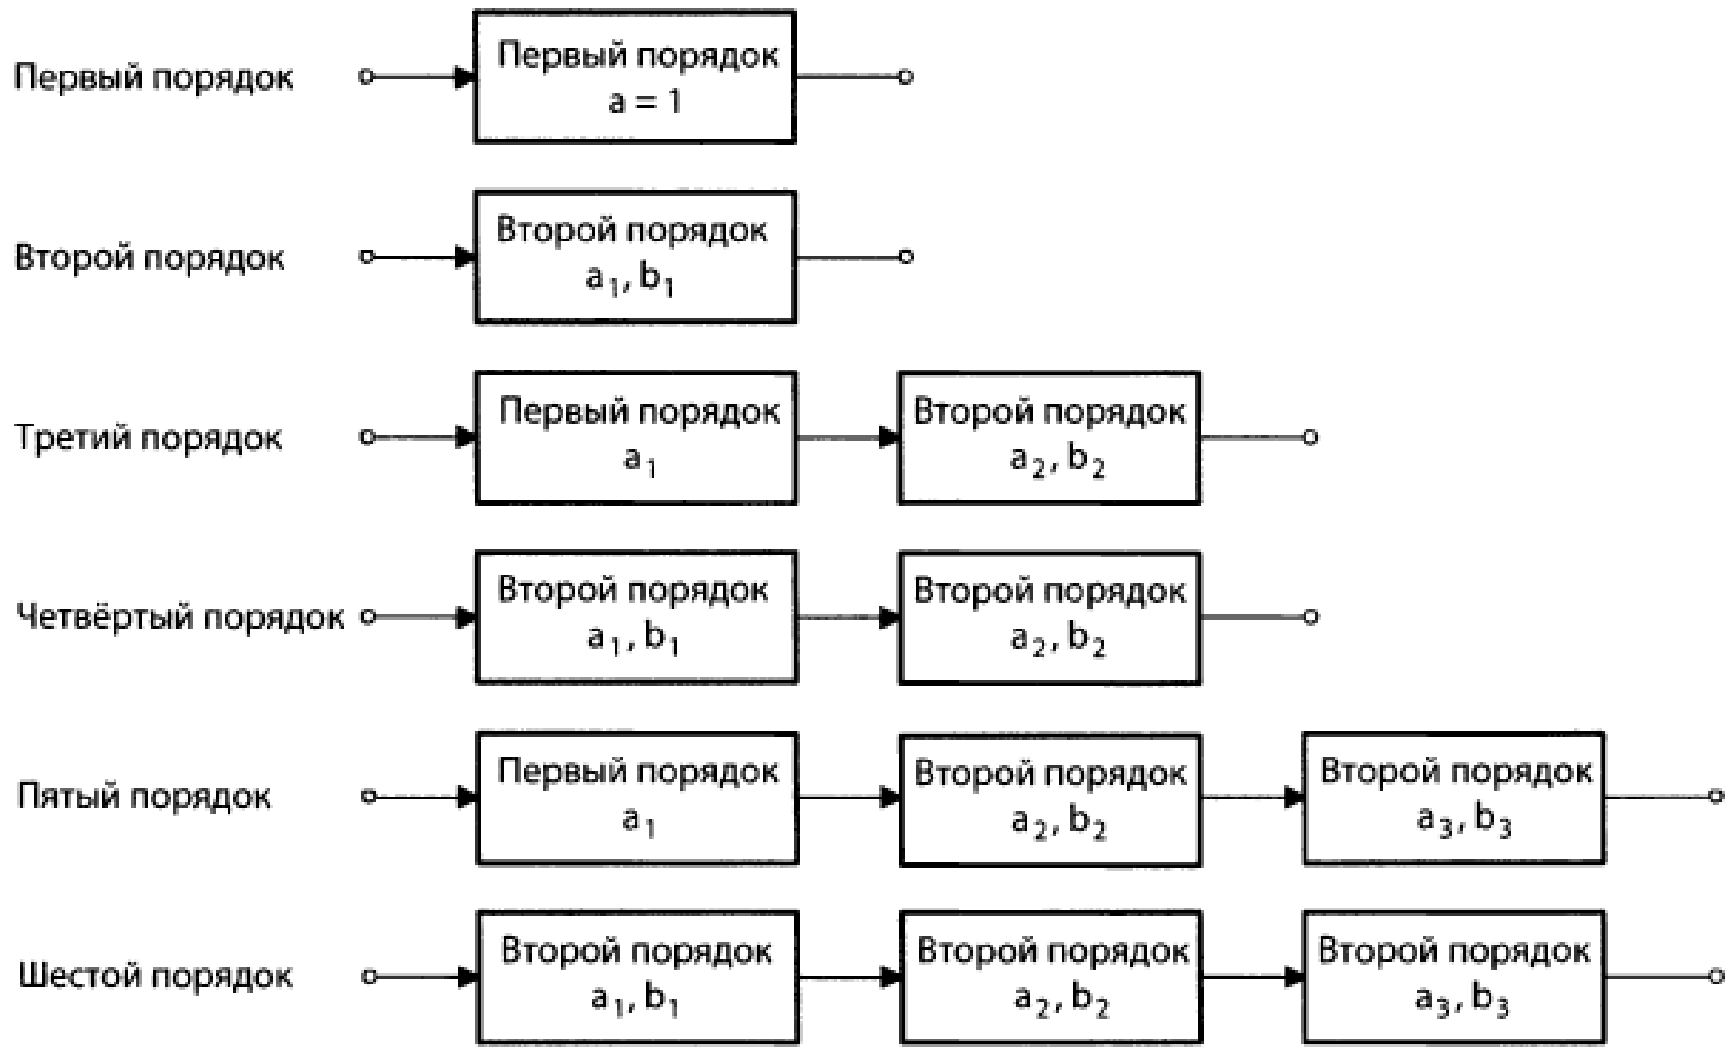 Первый порядок
Первый порядок
a = 1
Второй порядок
Второй порядок
a₁, b₁
Третий порядок
Первый порядок
a₁
Второй порядок
a₂, b₂
Четвёртый порядок
Второй порядок
a₁, b₁
Второй порядок
a₂, b₂
Пятый порядок
Первый порядок
a₁
Второй порядок
a₂, b₂
Второй порядок
a₃, b₃
Шестой порядок
Второй порядок
a₁, b₁
Второй порядок
a₂, b₂
Второй порядок
a₃, b₃